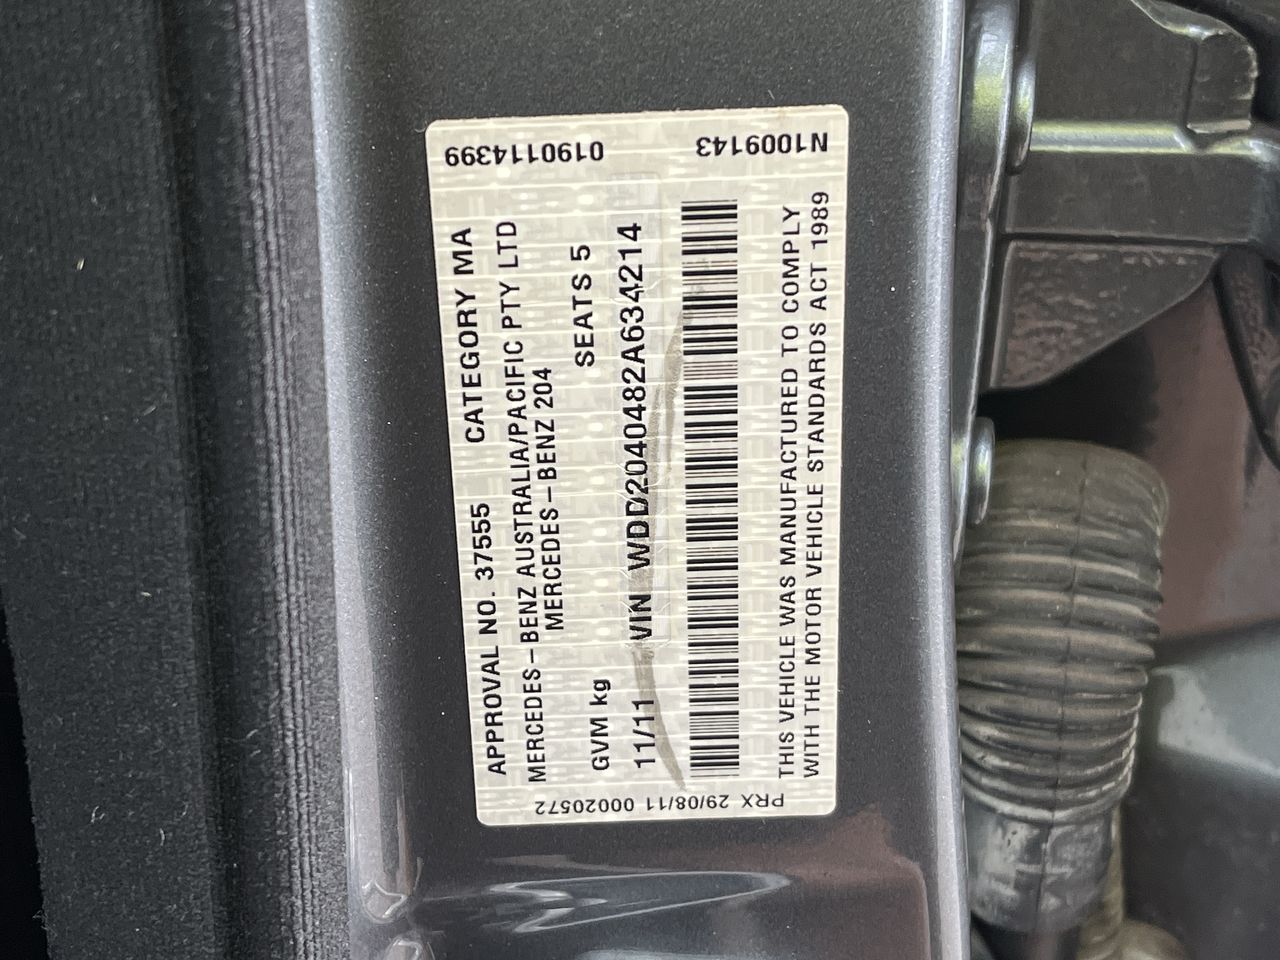 APPROVAL NO. 37555 CATEGORY MA
MERCEDES-BENZ AUSTRALIA/PACIFIC PTY LTD
MERCEDES-BENZ 204
GVM kg SEATS 5
11/11 VIN WDD2040482A634214
THIS VEHICLE WAS MANUFACTURED TO COMPLY
WITH THE MOTOR VEHICLE STANDARDS ACT 1989
0190114399
N1009143
PRX 29/08/11 00020572